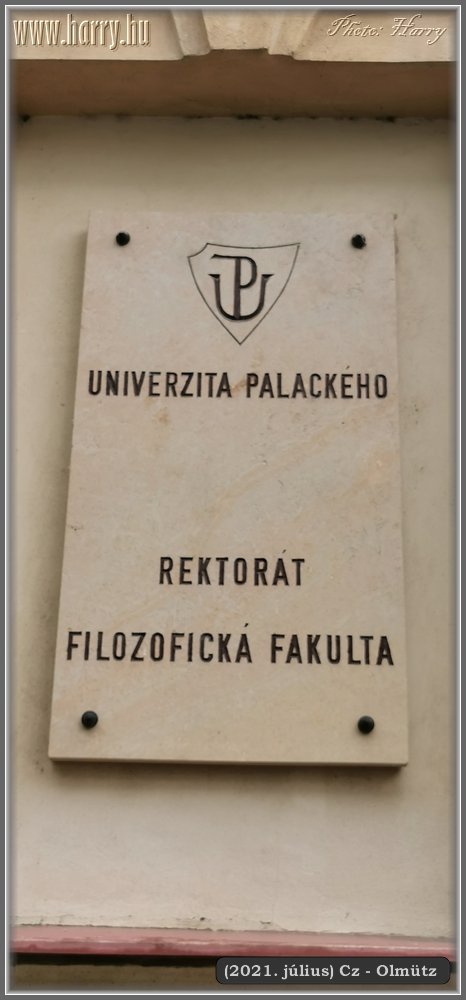 www.harry.hu Photo: Harry
UP
UNIVERZITA PALACKÉHO
REKTORÁT
FILOZOFICKÁ FAKULTA
(2021. július) Cz - Olmütz